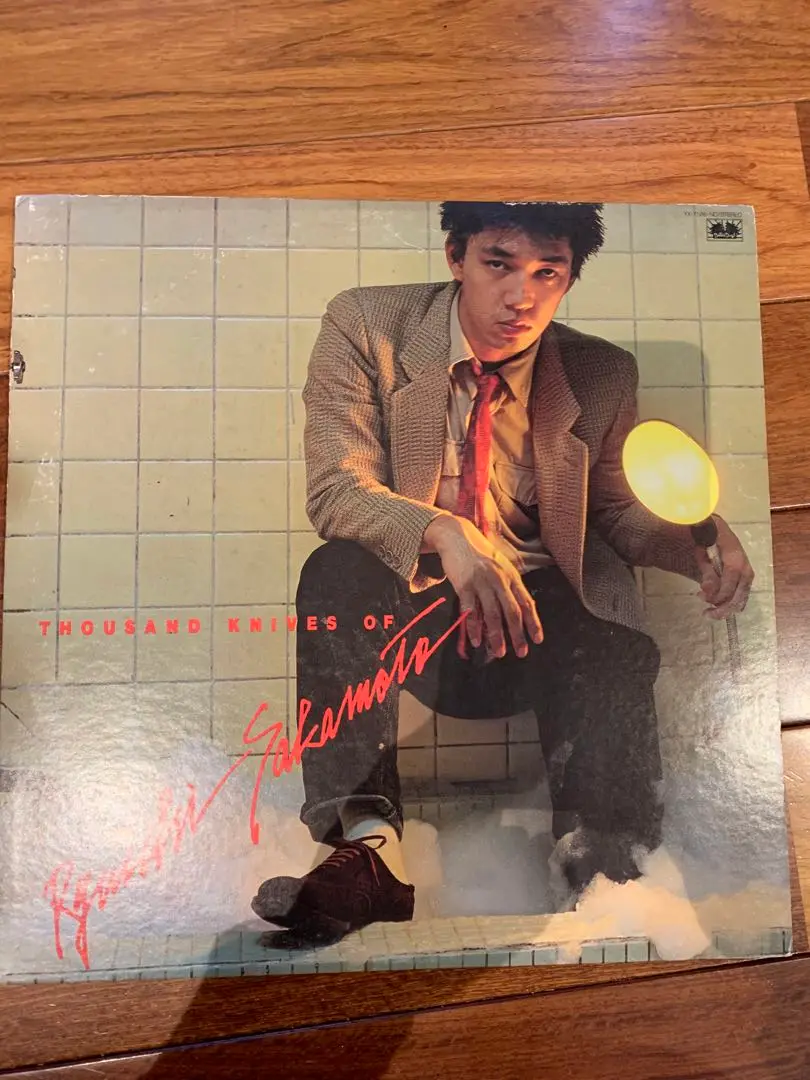 THOUSAND KNIVES OF
Ryuichi Sakamoto